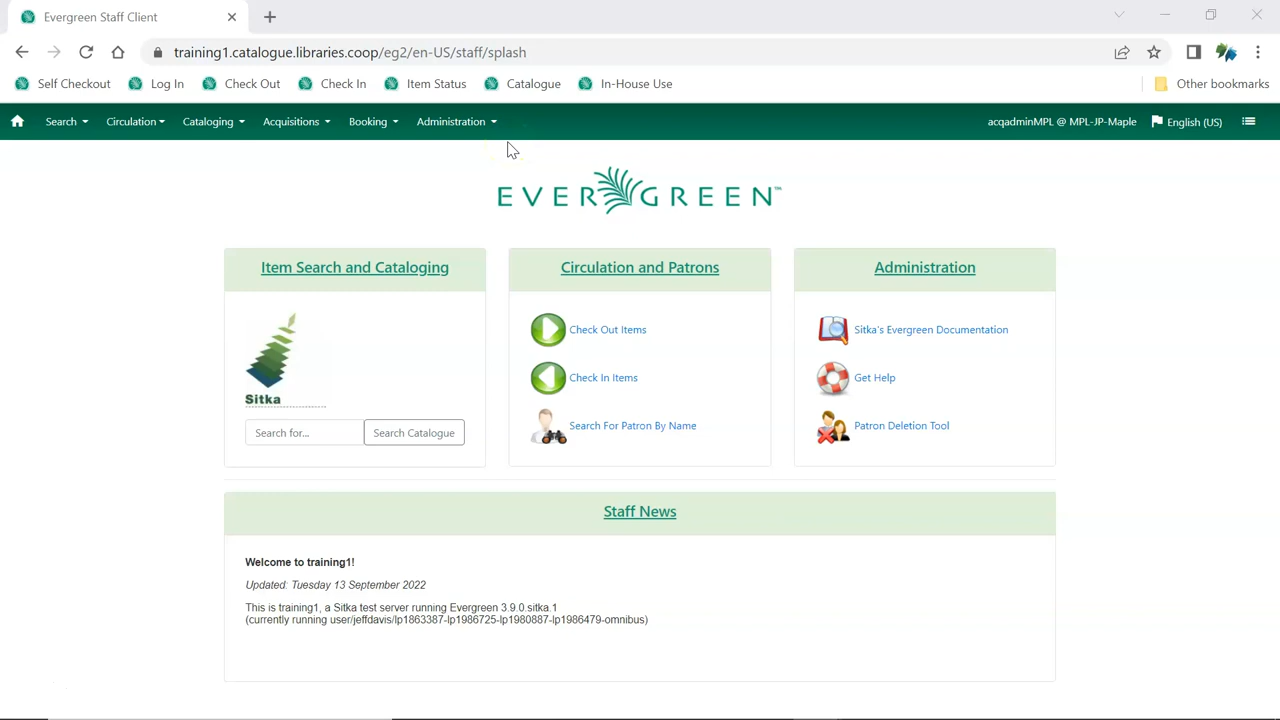 Evergreen Staff Client
training1.catalogue.libraries.coop/eg2/en-US/staff/splash
Self Checkout Log In Check Out Check In Item Status Catalogue In-House Use Other bookmarks
Search Circulation Cataloging Acquisitions Booking Administration acqadminMPL @ MPL-JP-Maple English (US)
EVERGREEN™
Item Search and Cataloging
Sitka
Search for... Search Catalogue
Circulation and Patrons
Check Out Items
Check In Items
Search For Patron By Name
Administration
Sitka's Evergreen Documentation
Get Help
Patron Deletion Tool
Staff News
Welcome to training1!
Updated: Tuesday 13 September 2022
This is training1, a Sitka test server running Evergreen 3.9.0.sitka.1
(currently running user/jeffdavis/lp1863387-lp1986725-lp1980887-lp1986479-omnibus)